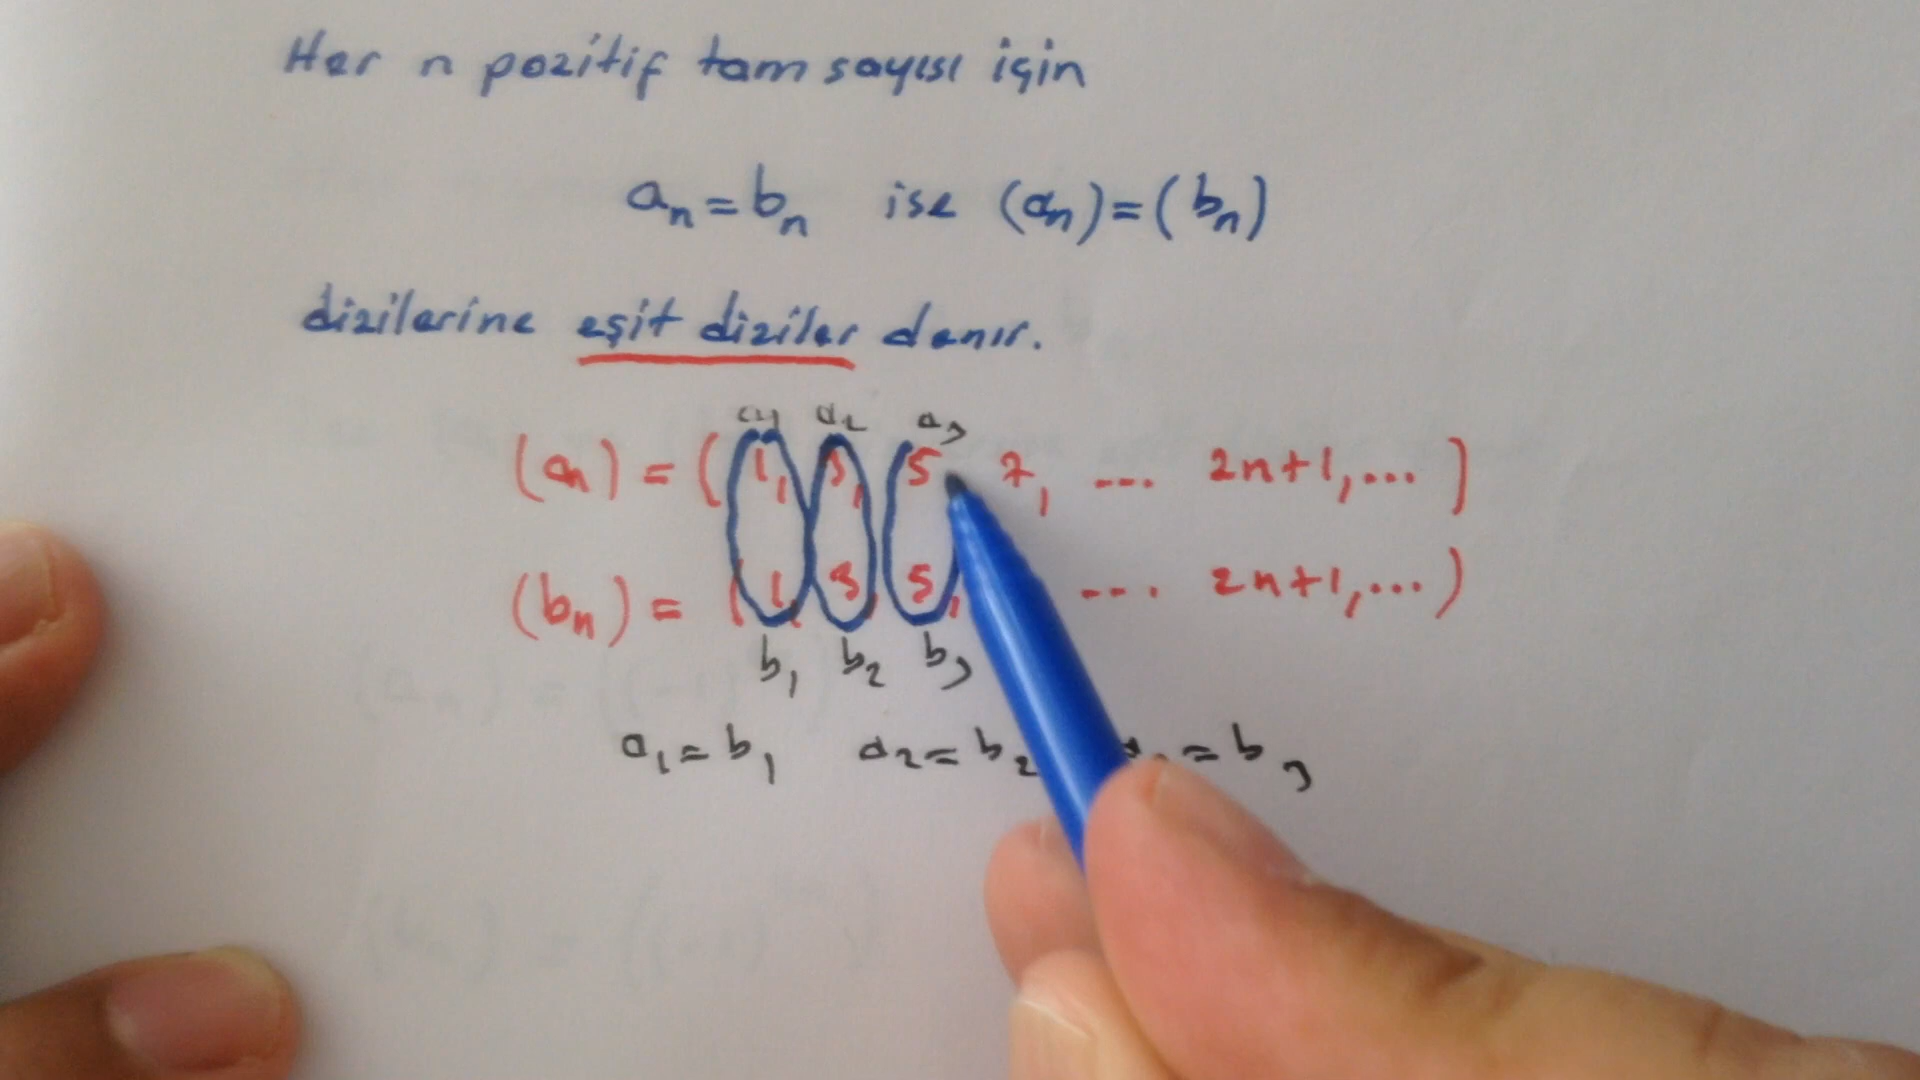 Her n pozitif tam sayısı için
aₙ = bₙ ise (aₙ) = (bₙ)
dizilerine eşit diziler denir.
a₁ a₂ a₃
(aₙ) = (1, 3, 5 7, ... 2n+1, ...)
(bₙ) = (1, 3, 5, ... 2n+1, ...)
b₁ b₂ b₃
a₁ = b₁ a₂ = b₂ = b₃